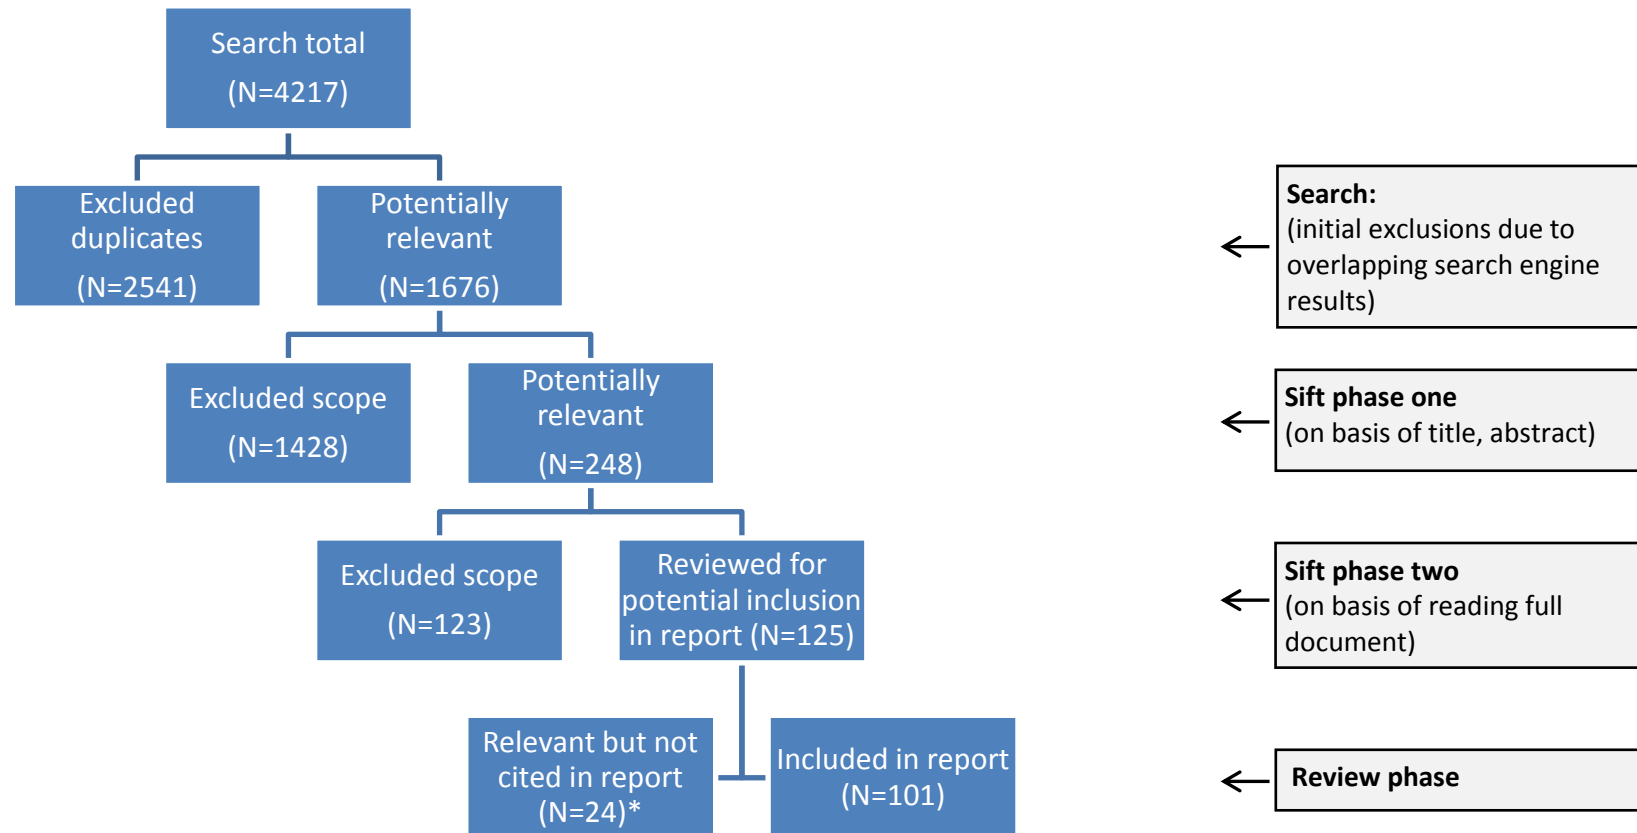 Search total
(N=4217)
Excluded
duplicates
(N=2541)
Potentially
relevant
(N=1676)
Search:
(initial exclusions due to
overlapping search engine
results)
Excluded scope
(N=1428)
Potentially
relevant
(N=248)
Sift phase one
(on basis of title, abstract)
Excluded scope
(N=123)
Reviewed for
potential inclusion
in report (N=125)
Sift phase two
(on basis of reading full
document)
Relevant but not
cited in report
(N=24)*
Included in report
(N=101)
Review phase